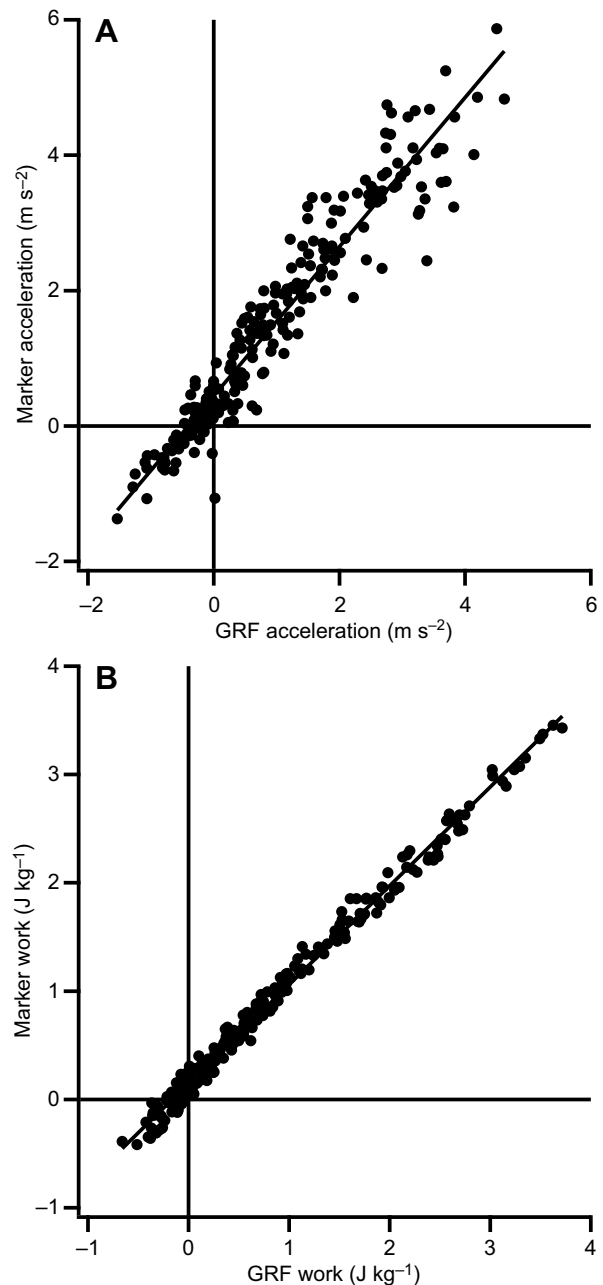 A
6
4
2
0
–2
Marker acceleration (m s–2)
–2 0 2 4 6
GRF acceleration (m s–2)
B
4
3
2
1
0
–1
Marker work (J kg–1)
–1 0 1 2 3 4
GRF work (J kg–1)